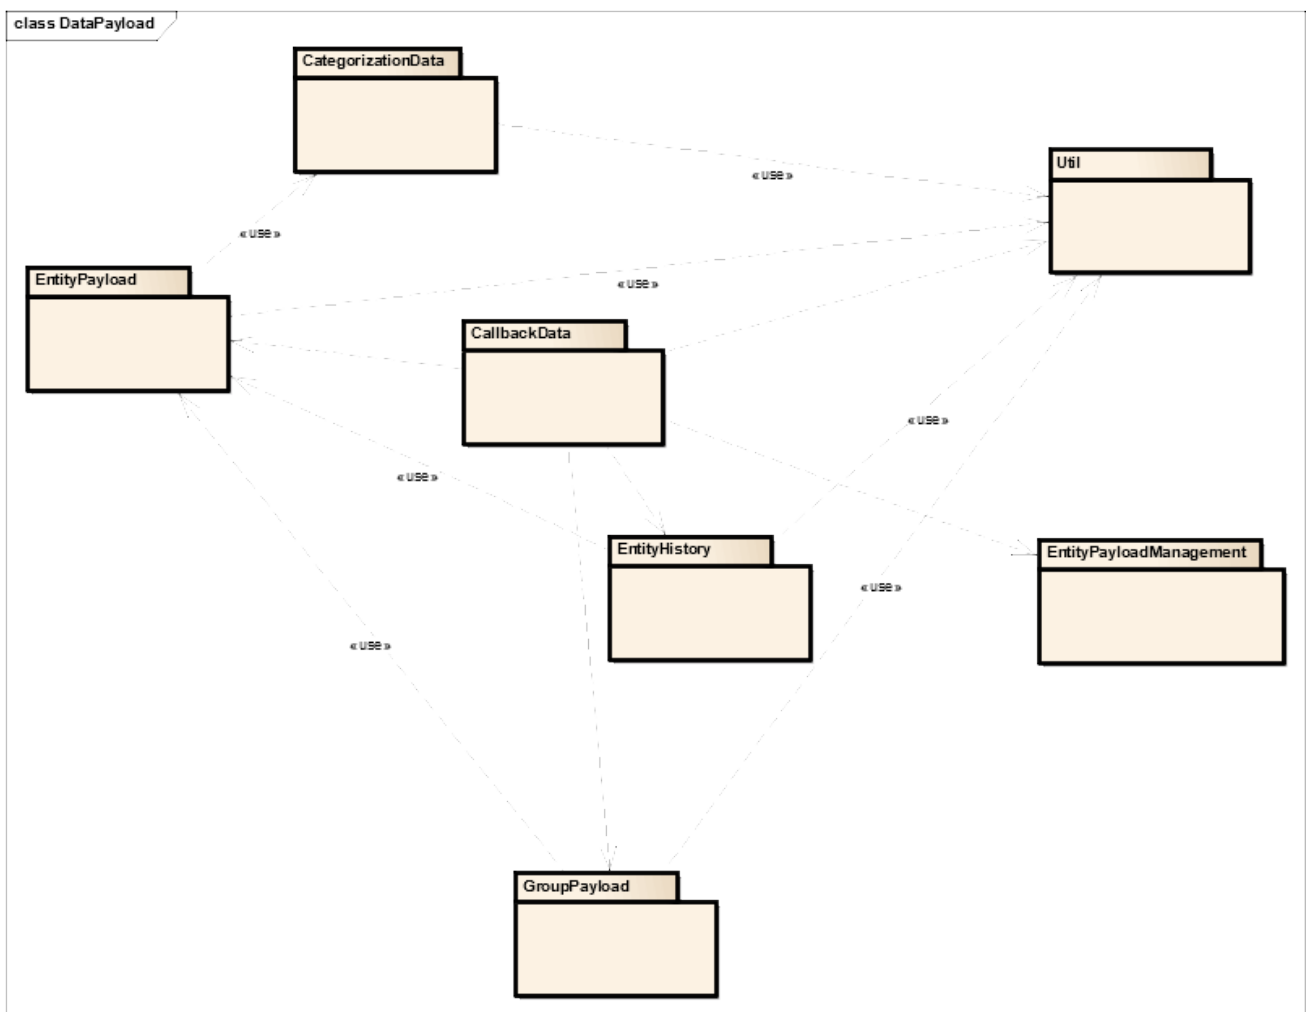 class DataPayload
CategorizationData
«use»
Util
«use»
EntityPayload
«use»
CallbackData
«use»
«use»
EntityHistory
EntityPayloadManagement
«use»
«use»
GroupPayload